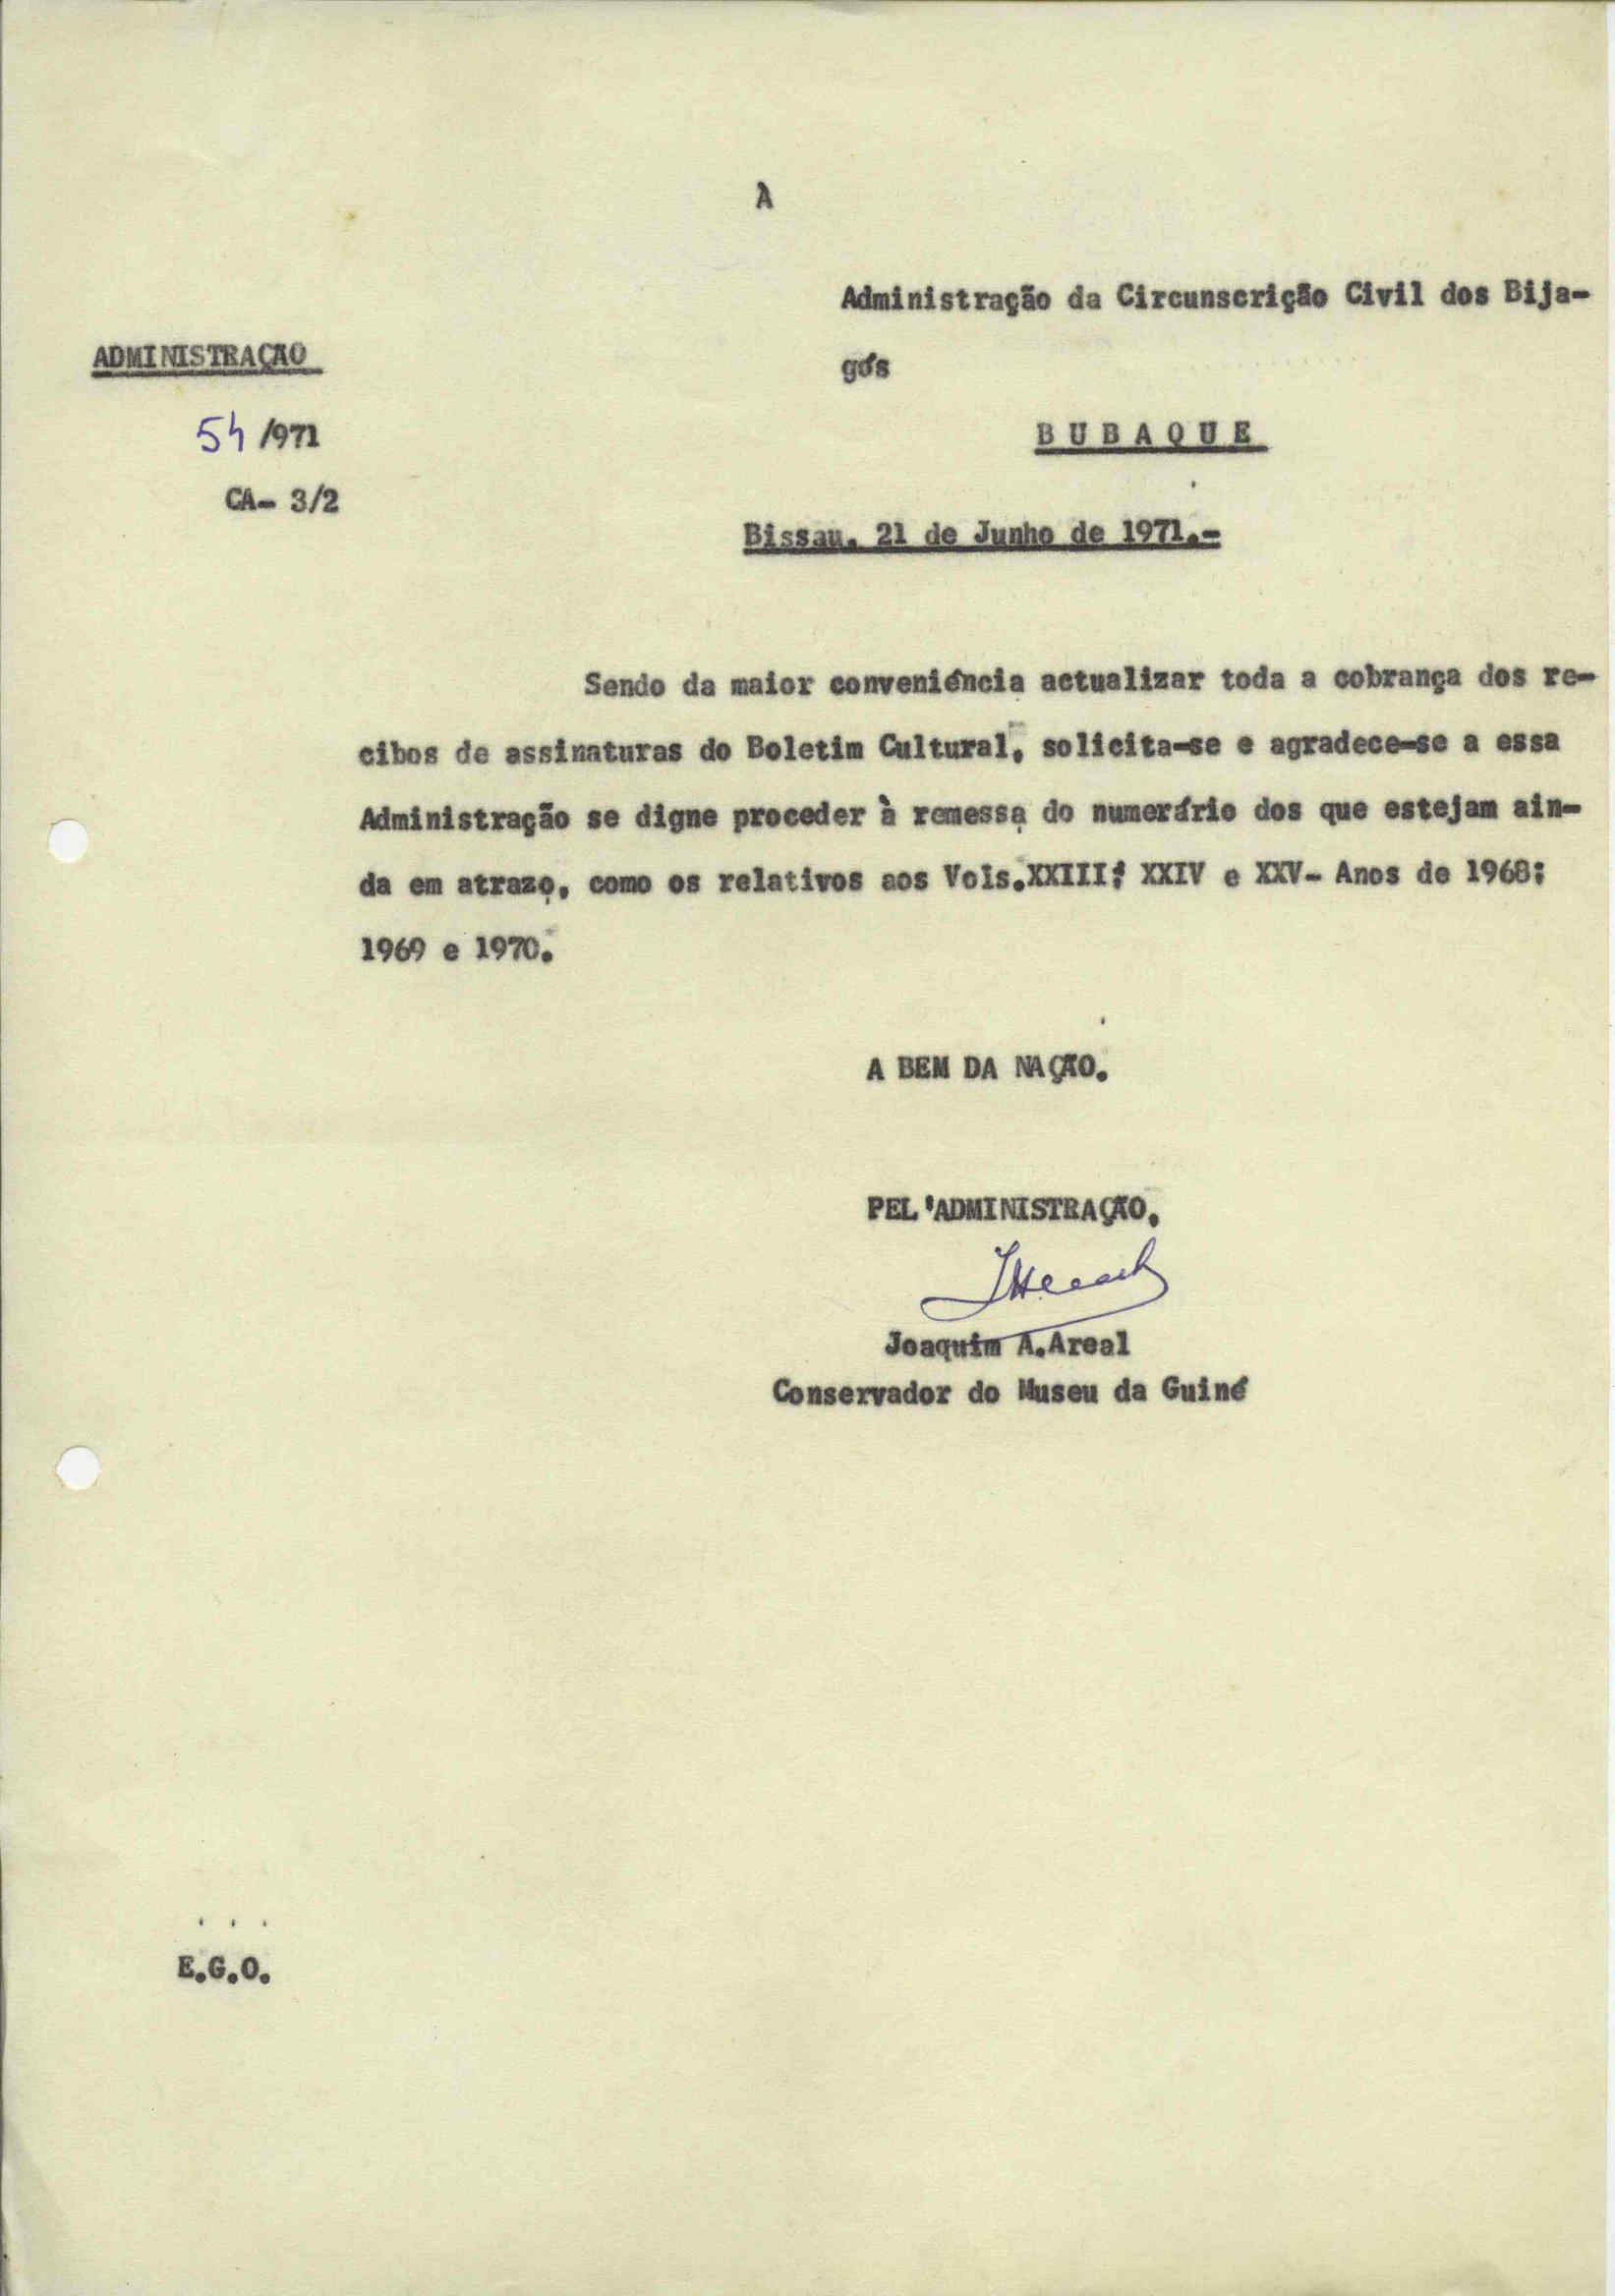 À
Administração da Circunscrição Civil dos Bija-
ADMINISTRAÇÃO
gós
54 /971
BUBAQUE
CA- 3/2
Bissau, 21 de Junho de 1971.-
Sendo da maior conveniência actualizar toda a cobrança dos re-
cibos de assinaturas do Boletim Cultural, solicita-se e agradece-se a essa
Administração se digne proceder à remessa do numerário dos que estejam ain-
da em atrazo, como os relativos aos Vols.XXIII; XXIV e XXV- Anos de 1968;
1969 e 1970.
A BEM DA NAÇÃO.
PEL'ADMINISTRAÇÃO,
Joaquim A.Areal
Conservador do Museu da Guiné
...
E.G.O.